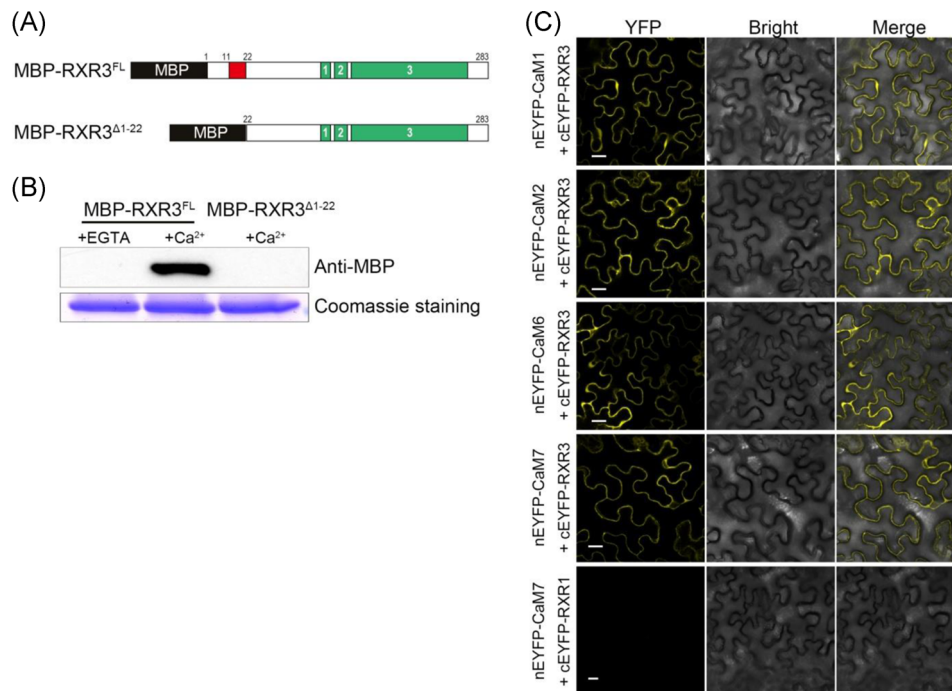 (A)
1 11 22 283
MBP-RXR3FL MBP 1 2 3
22 283
MBP-RXR3Δ1-22 MBP 1 2 3
(B)
MBP-RXR3FL MBP-RXR3Δ1-22
+EGTA +Ca2+ +Ca2+
Anti-MBP
Coomassie staining
(C)
YFP Bright Merge
nEYFP-CaM1
+ cEYFP-RXR3
nEYFP-CaM2
+ cEYFP-RXR3
nEYFP-CaM6
+ cEYFP-RXR3
nEYFP-CaM7
+ cEYFP-RXR3
nEYFP-CaM7
+ cEYFP-RXR1